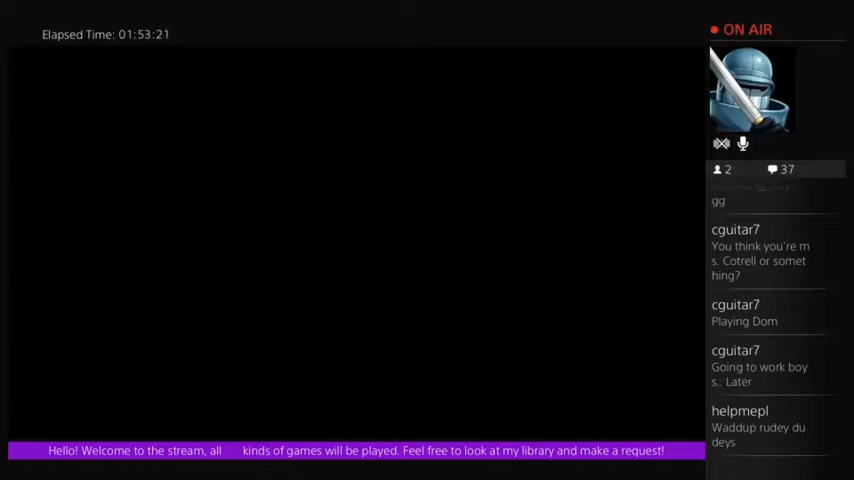 Elapsed Time: 01:53:21
ON AIR
2
37
gg
cguitar7
You think you're m
s. Cotrell or somet
hing?
cguitar7
Playing Dom
cguitar7
Going to work boy
s.. Later
helpmepl
Waddup rudey du
deys
Hello! Welcome to the stream, all kinds of games will be played. Feel free to look at my library and make a request!